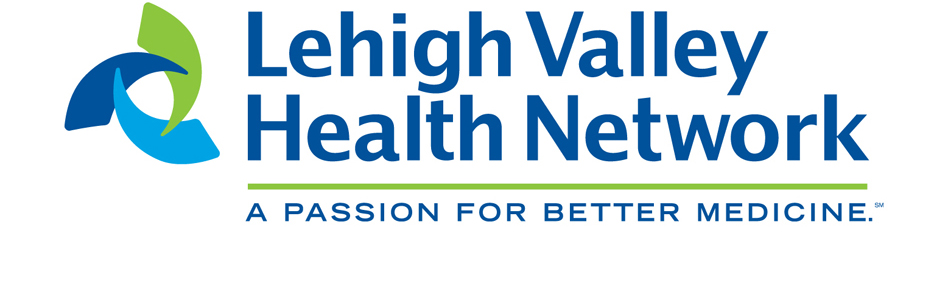 Lehigh Valley
Health Network
A PASSION FOR BETTER MEDICINE.℠